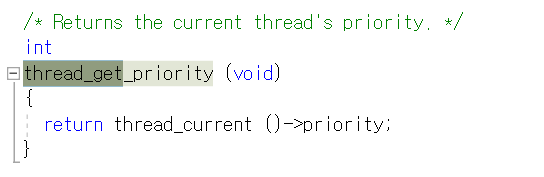 /* Returns the current thread's priority. */
int
thread_get_priority (void)
{
return thread_current ()->priority;
}